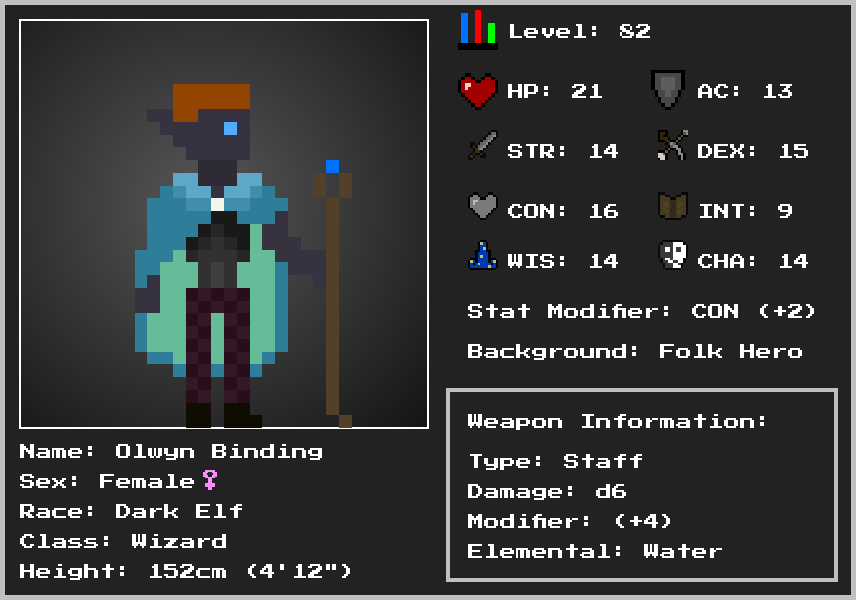 Level: 82
HP: 21
AC: 13
STR: 14
DEX: 15
CON: 16
INT: 9
WIS: 14
CHA: 14
Stat Modifier: CON (+2)
Background: Folk Hero
Weapon Information:
Type: Staff
Damage: d6
Modifier: (+4)
Elemental: Water
Name: Olwyn Binding
Sex: Female♀
Race: Dark Elf
Class: Wizard
Height: 152cm (4'12")